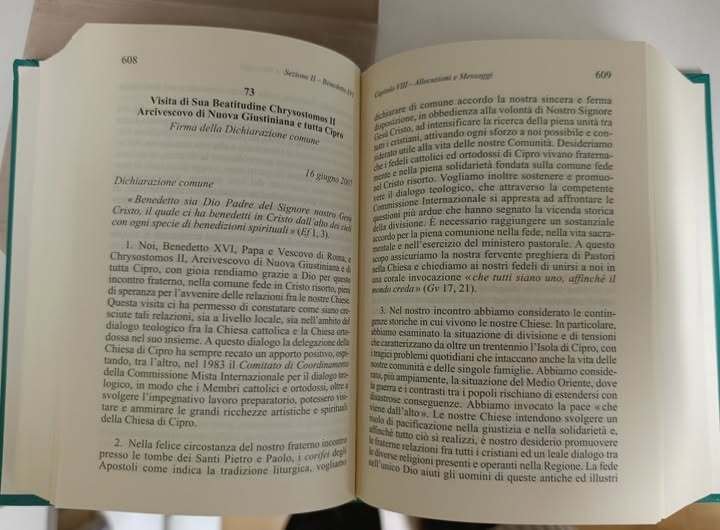 608
Sezione II – Benedetto XVI
73
Visita di Sua Beatitudine Chrysostomos II
Arcivescovo di Nuova Giustiniana e tutta Cipro
Firma della Dichiarazione comune
16 giugno 2007
Dichiarazione comune
«Benedetto sia Dio Padre del Signore nostro Gesù
Cristo, il quale ci ha benedetti in Cristo dall'alto dei cieli
con ogni specie di benedizioni spirituali» (Ef 1, 3).
1. Noi, Benedetto XVI, Papa e Vescovo di Roma, e
Chrysostomos II, Arcivescovo di Nuova Giustiniana e di
tutta Cipro, con gioia rendiamo grazie a Dio per questo
incontro fraterno, nella comune fede in Cristo risorto, pieni
di speranza per l'avvenire delle relazioni fra le nostre Chiese.
Questa visita ci ha permesso di constatare come siano cre-
sciute tali relazioni, sia a livello locale, sia nell'ambito del
dialogo teologico fra la Chiesa cattolica e la Chiesa orto-
dossa nel suo insieme. A questo dialogo la delegazione della
Chiesa di Cipro ha sempre recato un apporto positivo, ospi-
tando, tra l'altro, nel 1983 il Comitato di Coordinamento
della Commissione Mista Internazionale per il dialogo teo-
logico, in modo che i Membri cattolici e ortodossi, oltre a
svolgere l'impegnativo lavoro preparatorio, potessero visi-
tare e ammirare le grandi ricchezze artistiche e spirituali
della Chiesa di Cipro.
2. Nella felice circostanza del nostro fraterno incontro
presso le tombe dei Santi Pietro e Paolo, i corifei degli
Apostoli come indica la tradizione liturgica, vogliamo
Capitolo VIII – Allocuzioni e Messaggi
609
dichiarare di comune accordo la nostra sincera e ferma
disposizione, in obbedienza alla volontà di Nostro Signore
Gesù Cristo, ad intensificare la ricerca della piena unità tra
tutti i cristiani, attivando ogni sforzo a noi possibile e con-
siderato utile alla vita delle nostre Comunità. Desideriamo
che i fedeli cattolici ed ortodossi di Cipro vivano fraterna-
mente e nella piena solidarietà fondata sulla comune fede
nel Cristo risorto. Vogliamo inoltre sostenere e promuo-
vere il dialogo teologico, che attraverso la competente
Commissione Internazionale si appresta ad affrontare le
questioni più ardue che hanno segnato la vicenda storica
della divisione. È necessario raggiungere un sostanziale
accordo per la piena comunione nella fede, nella vita sacra-
mentale e nell'esercizio del ministero pastorale. A questo
scopo assicuriamo la nostra fervente preghiera di Pastori
nella Chiesa e chiediamo ai nostri fedeli di unirsi a noi in
una corale invocazione «che tutti siano uno, affinché il
mondo creda» (Gv 17, 21).
3. Nel nostro incontro abbiamo considerato le contin-
genze storiche in cui vivono le nostre Chiese. In particolare,
abbiamo esaminato la situazione di divisione e di tensioni
che caratterizzano da oltre un trentennio l'Isola di Cipro, con
i tragici problemi quotidiani che intaccano anche la vita delle
nostre comunità e delle singole famiglie. Abbiamo conside-
rato, più ampiamente, la situazione del Medio Oriente, dove
la guerra e i contrasti tra i popoli rischiano di estendersi con
disastrose conseguenze. Abbiamo invocato la pace «che
viene dall'alto». Le nostre Chiese intendono svolgere un
ruolo di pacificazione nella giustizia e nella solidarietà e,
affinché tutto ciò si realizzi, è nostro desiderio promuovere
le fraterne relazioni fra tutti i cristiani ed un leale dialogo tra
le diverse religioni presenti e operanti nella Regione. La fede
nell'unico Dio aiuti gli uomini di queste antiche ed illustri